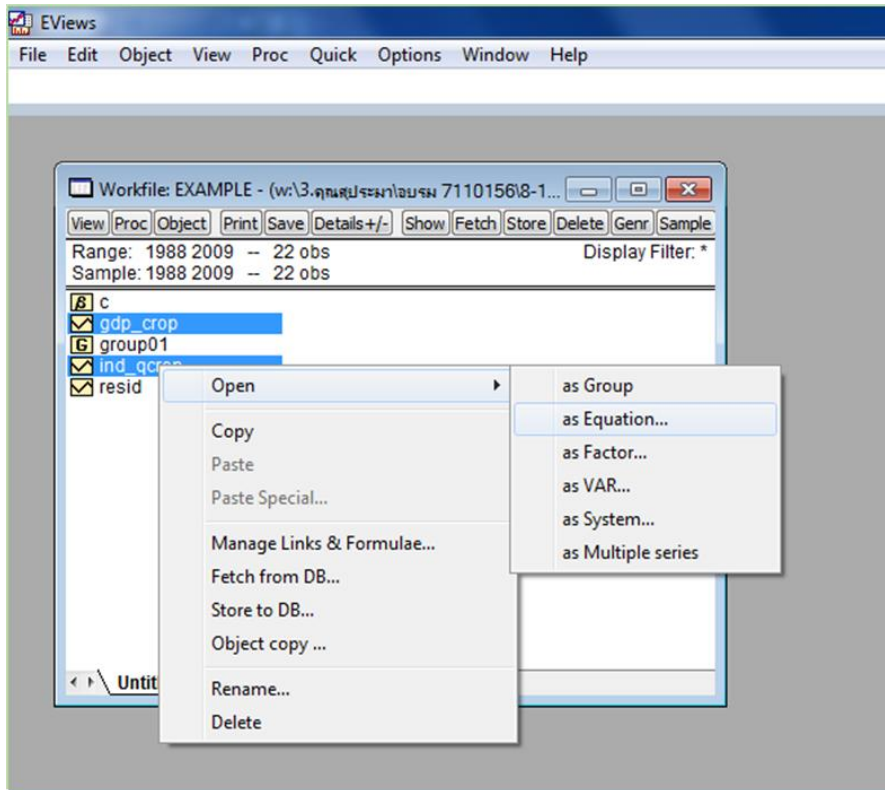 EViews
File Edit Object View Proc Quick Options Window Help
Workfile: EXAMPLE - (w:\3.คุณสุประมา\อบรม 7110156\8-1...
View Proc Object Print Save Details+/- Show Fetch Store Delete Genr Sample
Range: 1988 2009 -- 22 obs Display Filter: *
Sample: 1988 2009 -- 22 obs
c
gdp_crop
group01
ind_qcrop
resid
Open
Copy
Paste
Paste Special...
Manage Links & Formulae...
Fetch from DB...
Store to DB...
Object copy ...
Rename...
Delete
as Group
as Equation...
as Factor...
as VAR...
as System...
as Multiple series
Untit